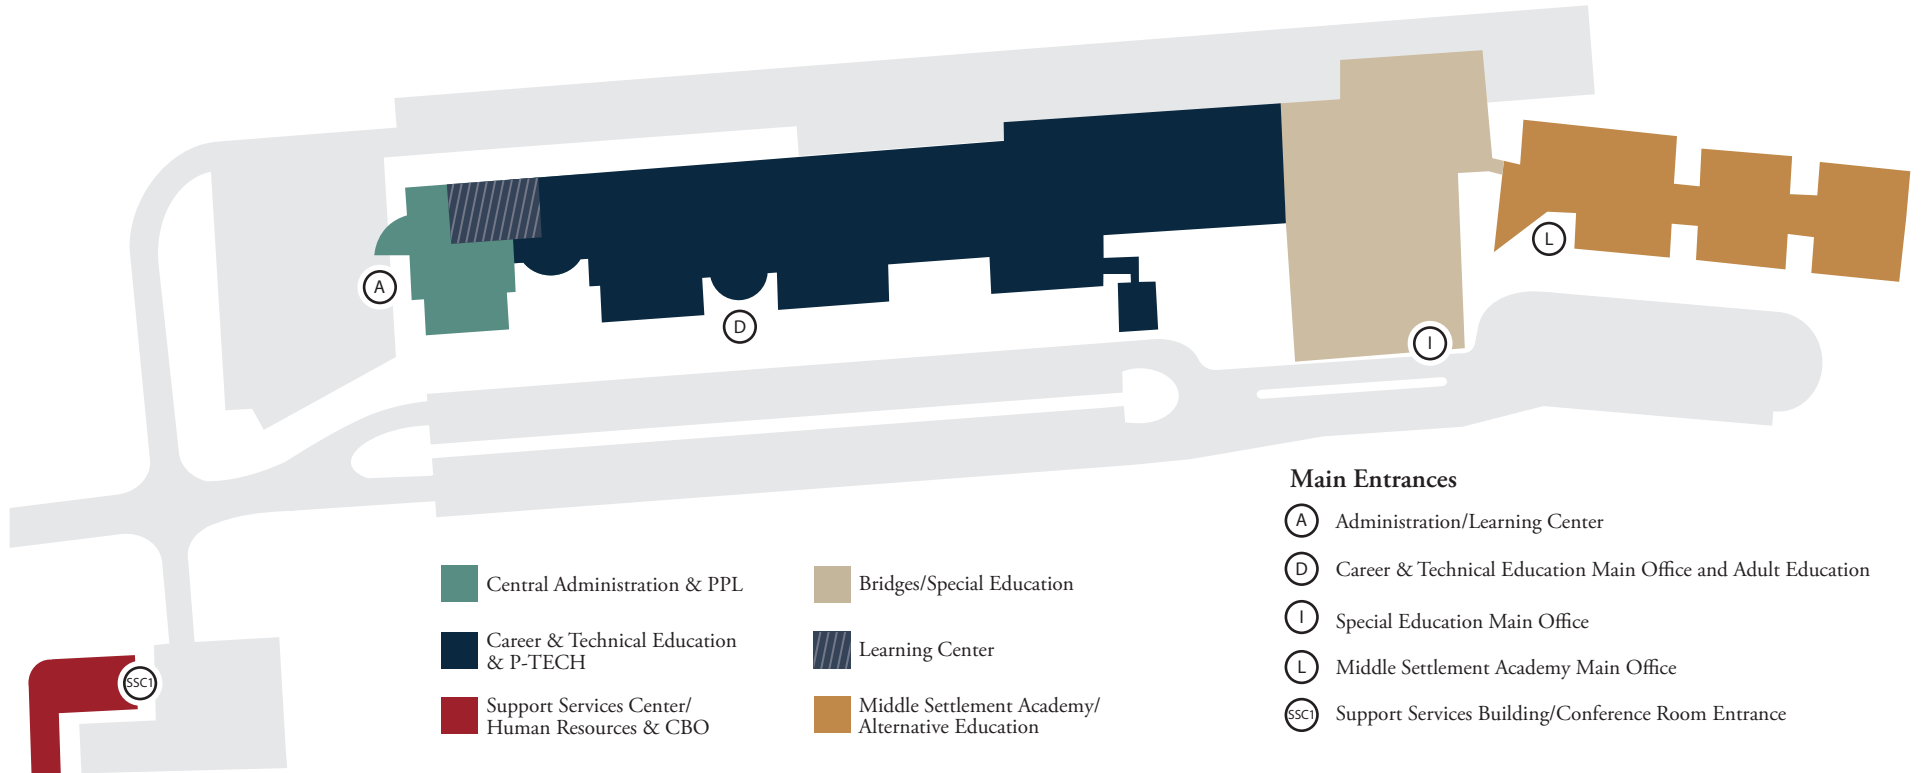 A
D
I
L
SSC1
Central Administration & PPL
Career & Technical Education
& P-TECH
Support Services Center/
Human Resources & CBO
Bridges/Special Education
Learning Center
Middle Settlement Academy/
Alternative Education
Main Entrances
A Administration/Learning Center
D Career & Technical Education Main Office and Adult Education
I Special Education Main Office
L Middle Settlement Academy Main Office
SSC1 Support Services Building/Conference Room Entrance